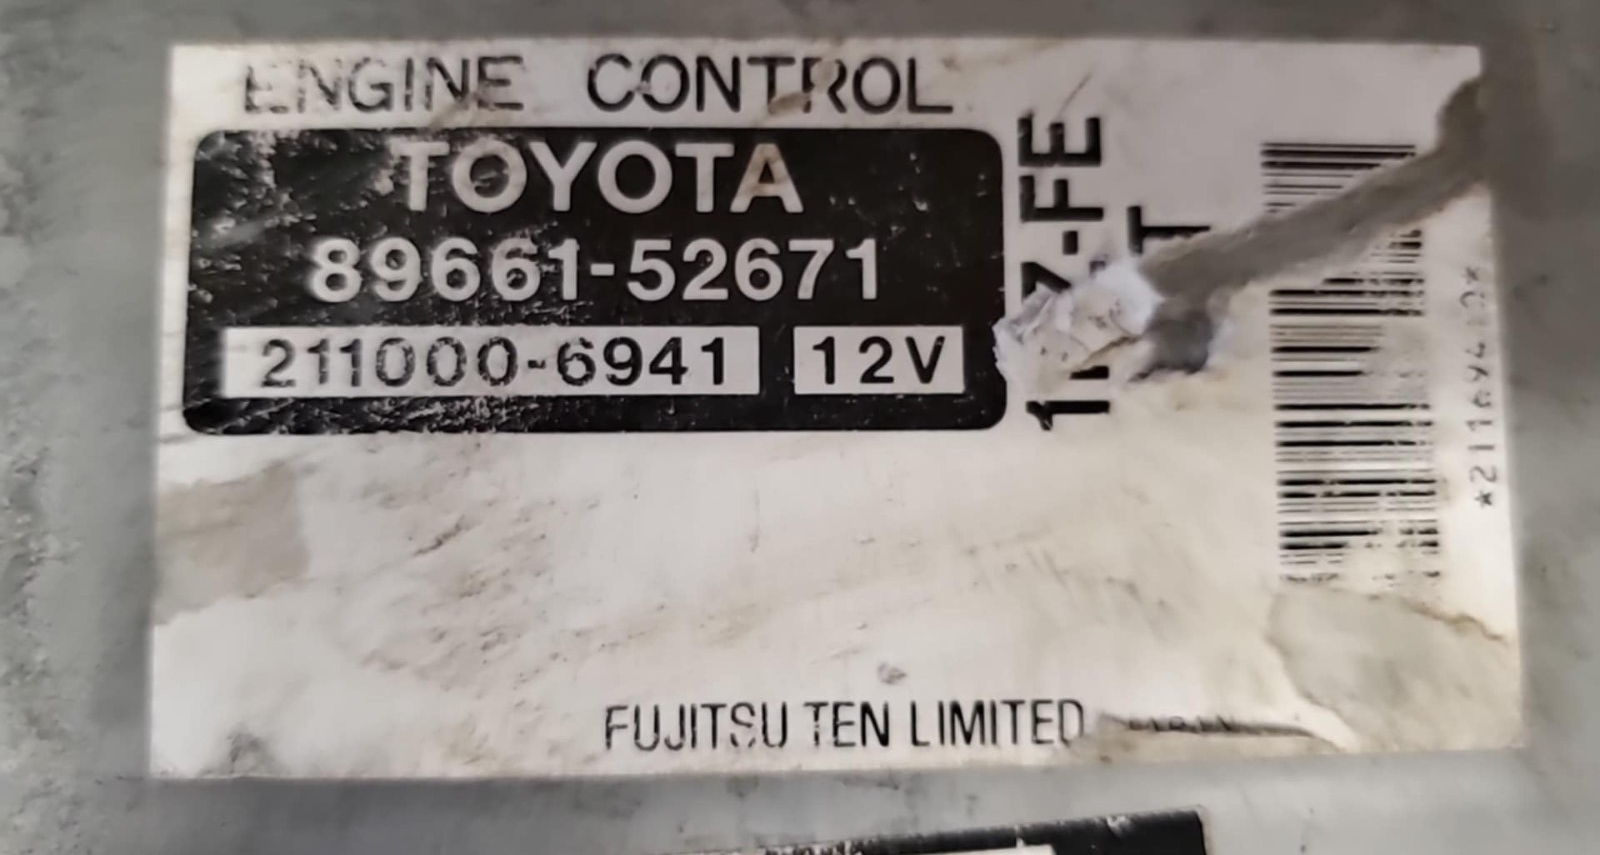 ENGINE CONTROL
TOYOTA
89661-52671
211000-6941 12V
FUJITSU TEN LIMITED